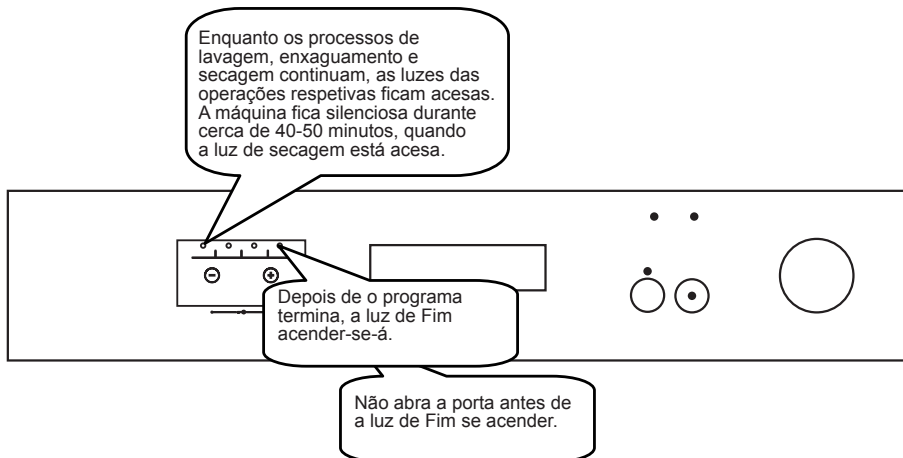 Enquanto os processos de
lavagem, enxaguamento e
secagem continuam, as luzes das
operações respetivas ficam acesas.
A máquina fica silenciosa durante
cerca de 40-50 minutos, quando
a luz de secagem está acesa.
Depois de o programa
termina, a luz de Fim
acender-se-á.
Não abra a porta antes de
a luz de Fim se acender.